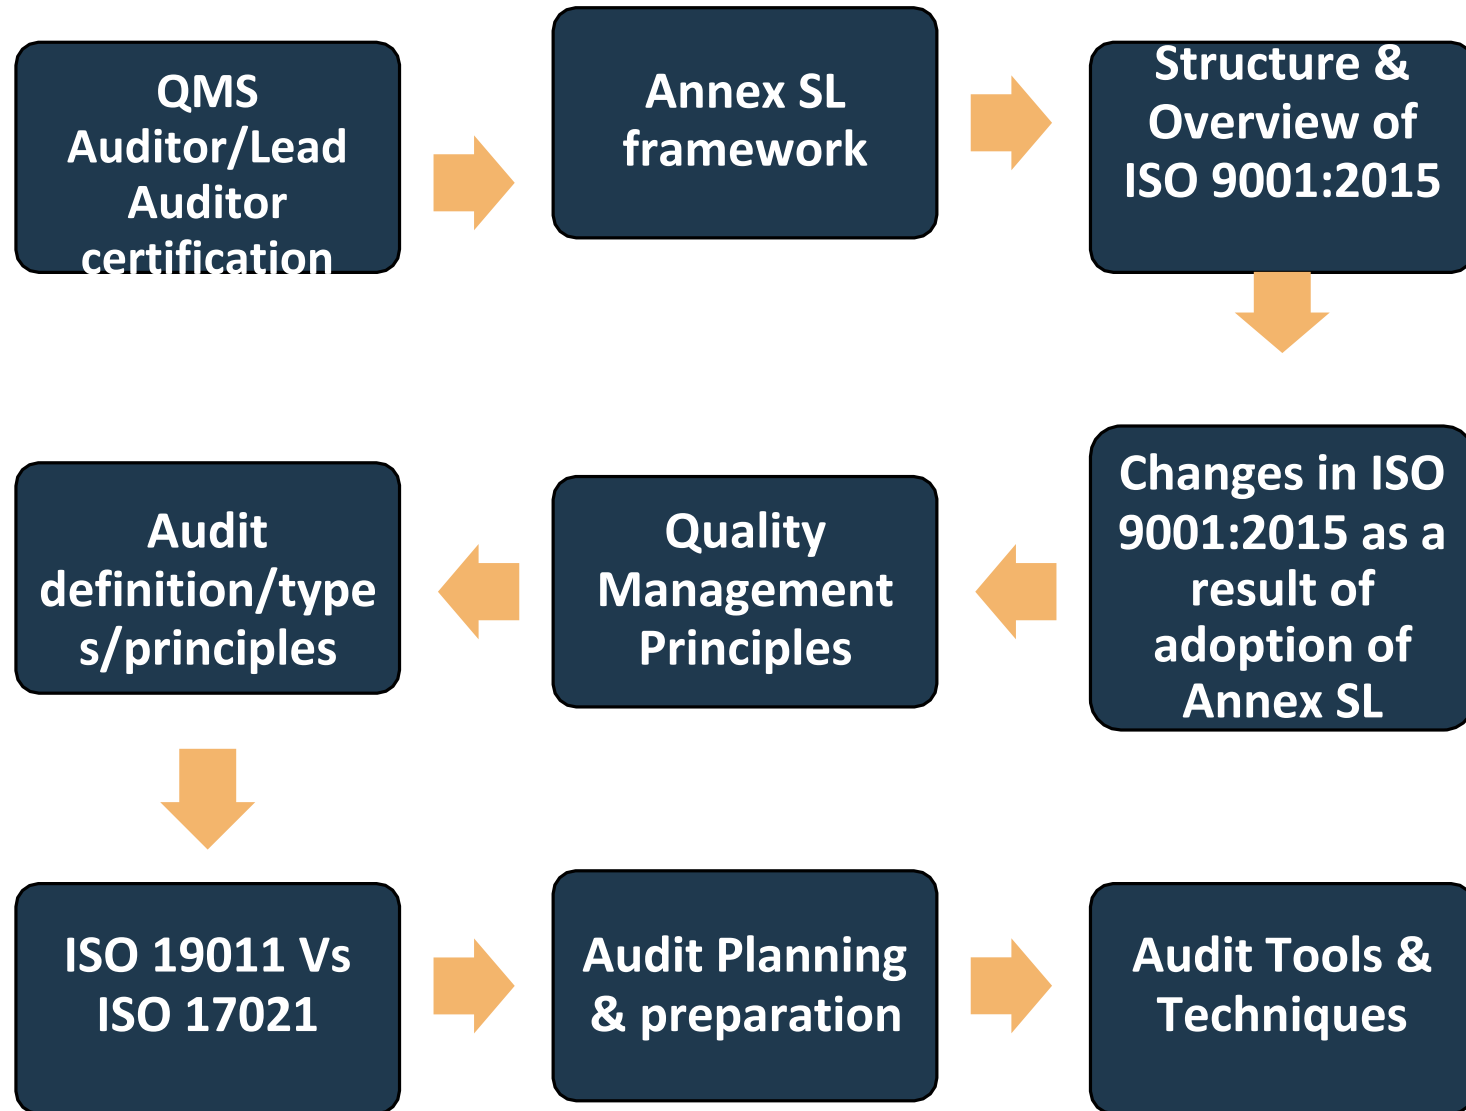 QMS
Auditor/Lead
Auditor
certification
Annex SL
framework
Structure &
Overview of
ISO 9001:2015
Changes in ISO
9001:2015 as a
result of
adoption of
Annex SL
Quality
Management
Principles
Audit
definition/type
s/principles
ISO 19011 Vs
ISO 17021
Audit Planning
& preparation
Audit Tools &
Techniques